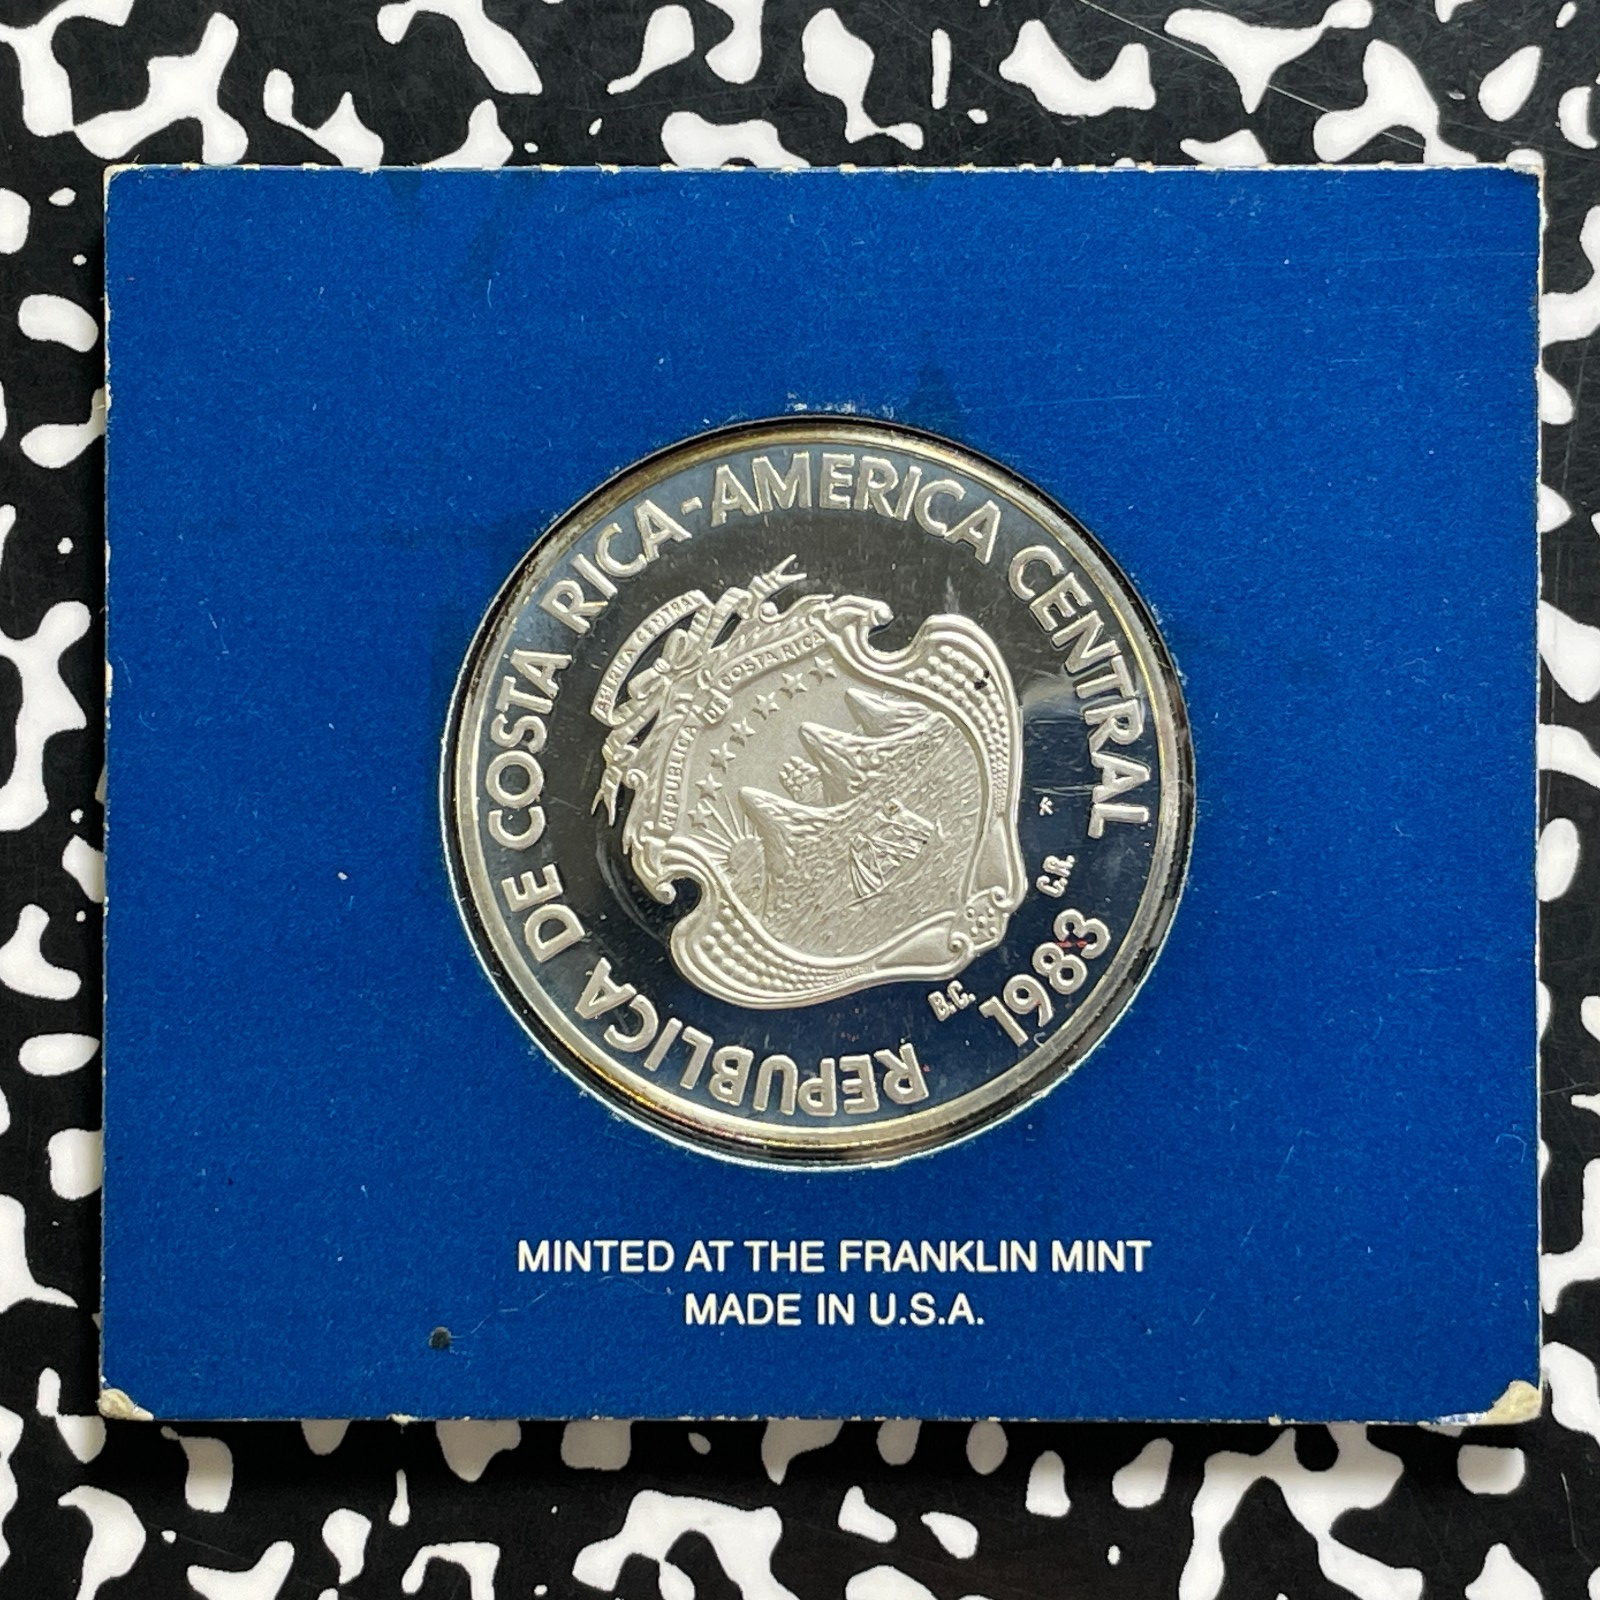 REPUBLICA DE COSTA RICA-AMERICA CENTRAL
AMERICA CENTRAL
REPUBLICA DE COSTA RICA
B.C.
1983
C.R.
MINTED AT THE FRANKLIN MINT
MADE IN U.S.A.